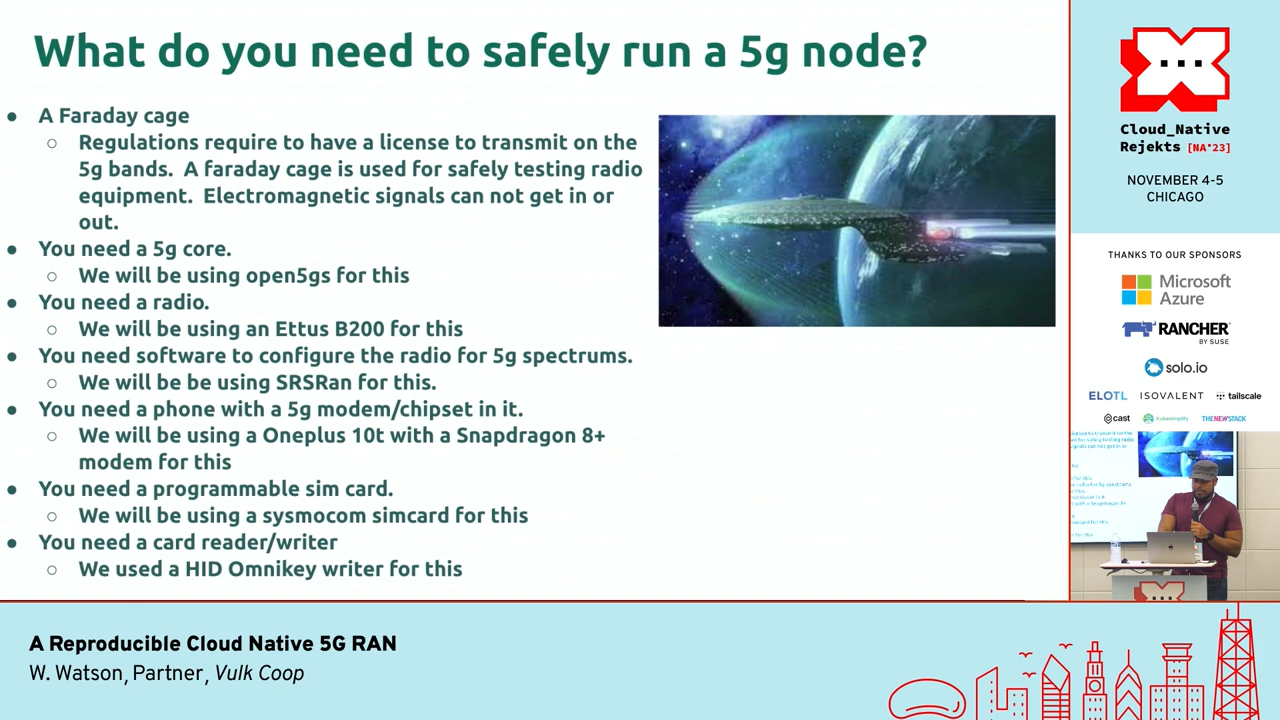 What do you need to safely run a 5g node?
● A Faraday cage
○ Regulations require to have a license to transmit on the
5g bands. A faraday cage is used for safely testing radio
equipment. Electromagnetic signals can not get in or
out.
● You need a 5g core.
○ We will be using open5gs for this
● You need a radio.
○ We will be using an Ettus B200 for this
● You need software to configure the radio for 5g spectrums.
○ We will be be using SRSRan for this.
● You need a phone with a 5g modem/chipset in it.
○ We will be using a Oneplus 10t with a Snapdragon 8+
modem for this
● You need a programmable sim card.
○ We will be using a sysmocom simcard for this
● You need a card reader/writer
○ We used a HID Omnikey writer for this
Cloud_Native
Rejekts [NA'23]
NOVEMBER 4-5
CHICAGO
THANKS TO OUR SPONSORS
Microsoft
Azure
RANCHER
BY SUSE
solo.io
ELOTL ISOVALENT tailscale
cast kubesimplify THENEWSTACK
A Reproducible Cloud Native 5G RAN
W. Watson, Partner, Vulk Coop